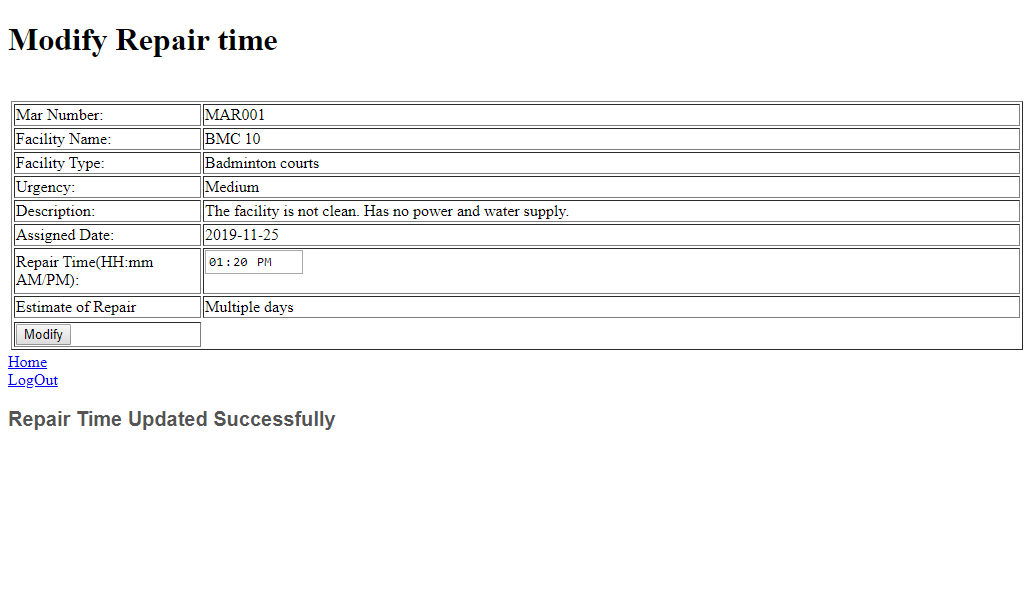 Modify Repair time
Mar Number: MAR001
Facility Name: BMC 10
Facility Type: Badminton courts
Urgency: Medium
Description: The facility is not clean. Has no power and water supply.
Assigned Date: 2019-11-25
Repair Time(HH:mm 01:20 PM
AM/PM):
Estimate of Repair Multiple days
Modify
Home
LogOut
Repair Time Updated Successfully